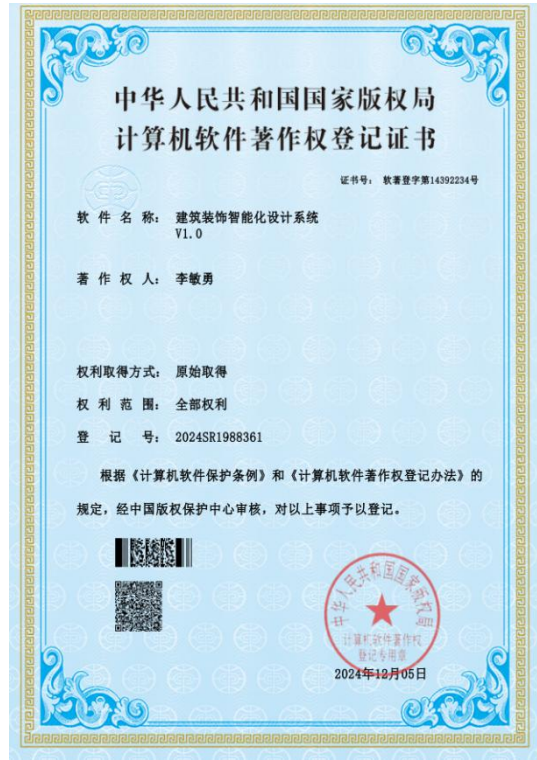 中华人民共和国国家版权局
计算机软件著作权登记证书
证书号： 软著登字第14392234号
软件名称： 建筑装饰智能化设计系统
V1.0
著作权人： 李敏勇
权利取得方式： 原始取得
权利范围： 全部权利
登记号： 2024SR1988361
根据《计算机软件保护条例》和《计算机软件著作权登记办法》的
规定，经中国版权保护中心审核，对以上事项予以登记。
中华人民共和国国家版权局
计算机软件著作权
登记专用章
2024年12月05日